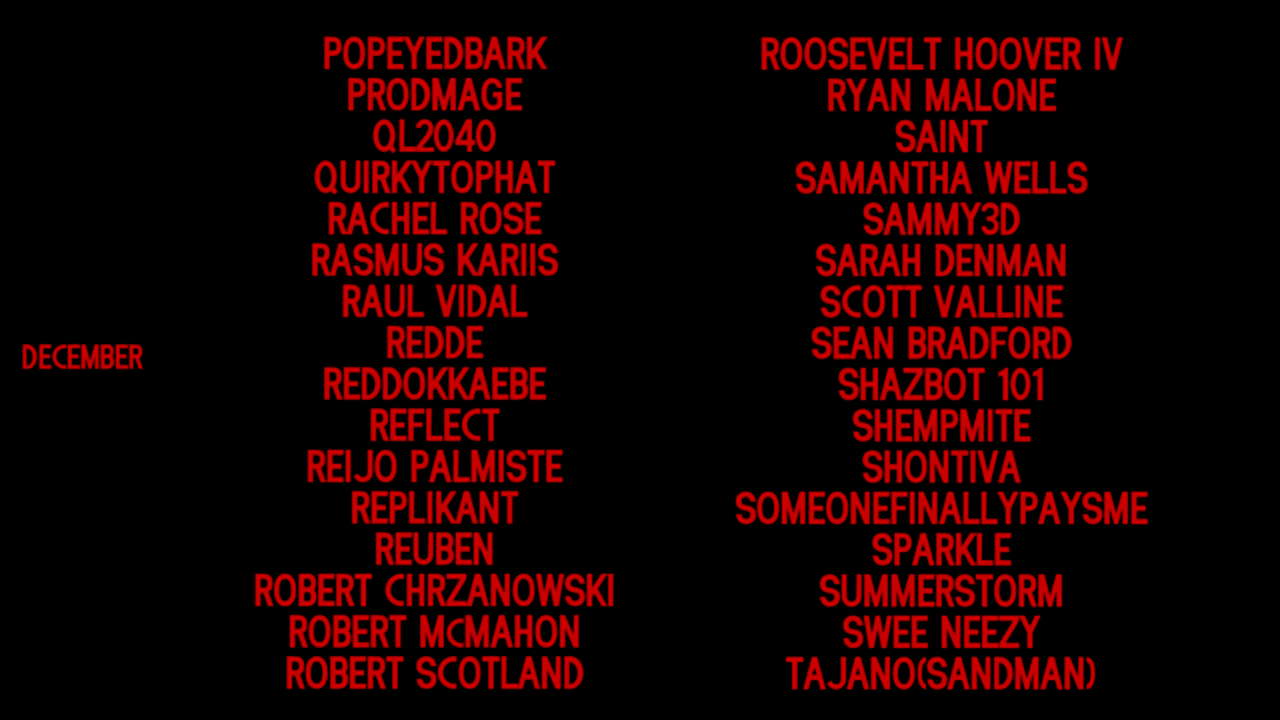 DECEMBER
POPEYEDBARK
PRODMAGE
QL2040
QUIRKYTOPHAT
RACHEL ROSE
RASMUS KARIIS
RAUL VIDAL
REDDE
REDDOKKAEBE
REFLECT
REIJO PALMISTE
REPLIKANT
REUBEN
ROBERT CHRZANOWSKI
ROBERT McMAHON
ROBERT SCOTLAND
ROOSEVELT HOOVER IV
RYAN MALONE
SAINT
SAMANTHA WELLS
SAMMY3D
SARAH DENMAN
SCOTT VALLINE
SEAN BRADFORD
SHAZBOT 101
SHEMPMITE
SHONTIVA
SOMEONEFINALLYPAYSME
SPARKLE
SUMMERSTORM
SWEE NEEZY
TAJANO(SANDMAN)